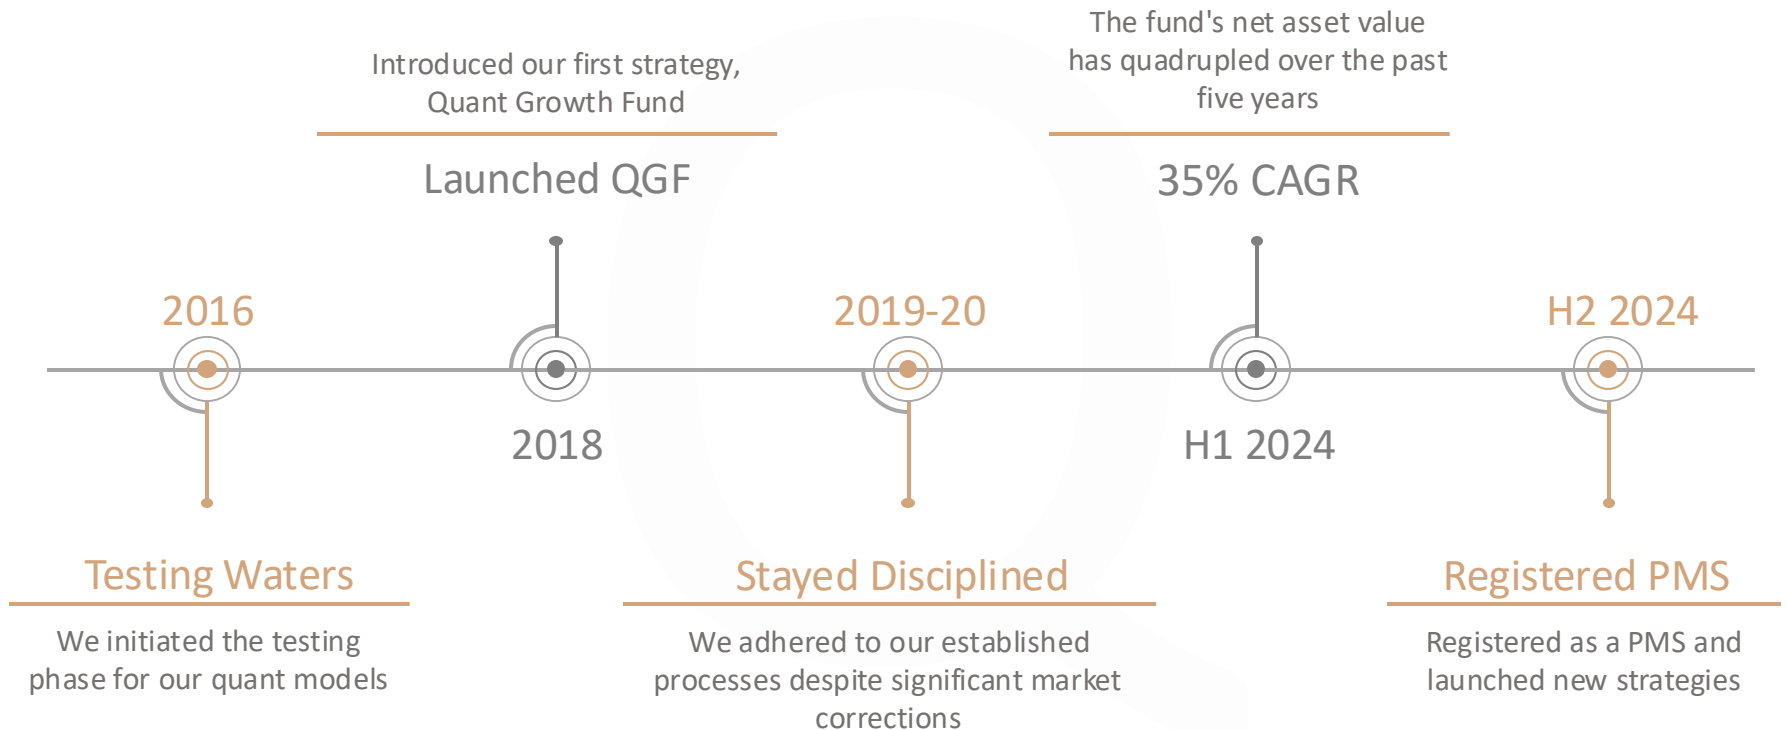 Introduced our first strategy,
Quant Growth Fund
Launched QGF
The fund's net asset value
has quadrupled over the past
five years
35% CAGR
2016
2019-20
H2 2024
2018
H1 2024
Testing Waters
We initiated the testing
phase for our quant models
Stayed Disciplined
We adhered to our established
processes despite significant market
corrections
Registered PMS
Registered as a PMS and
launched new strategies